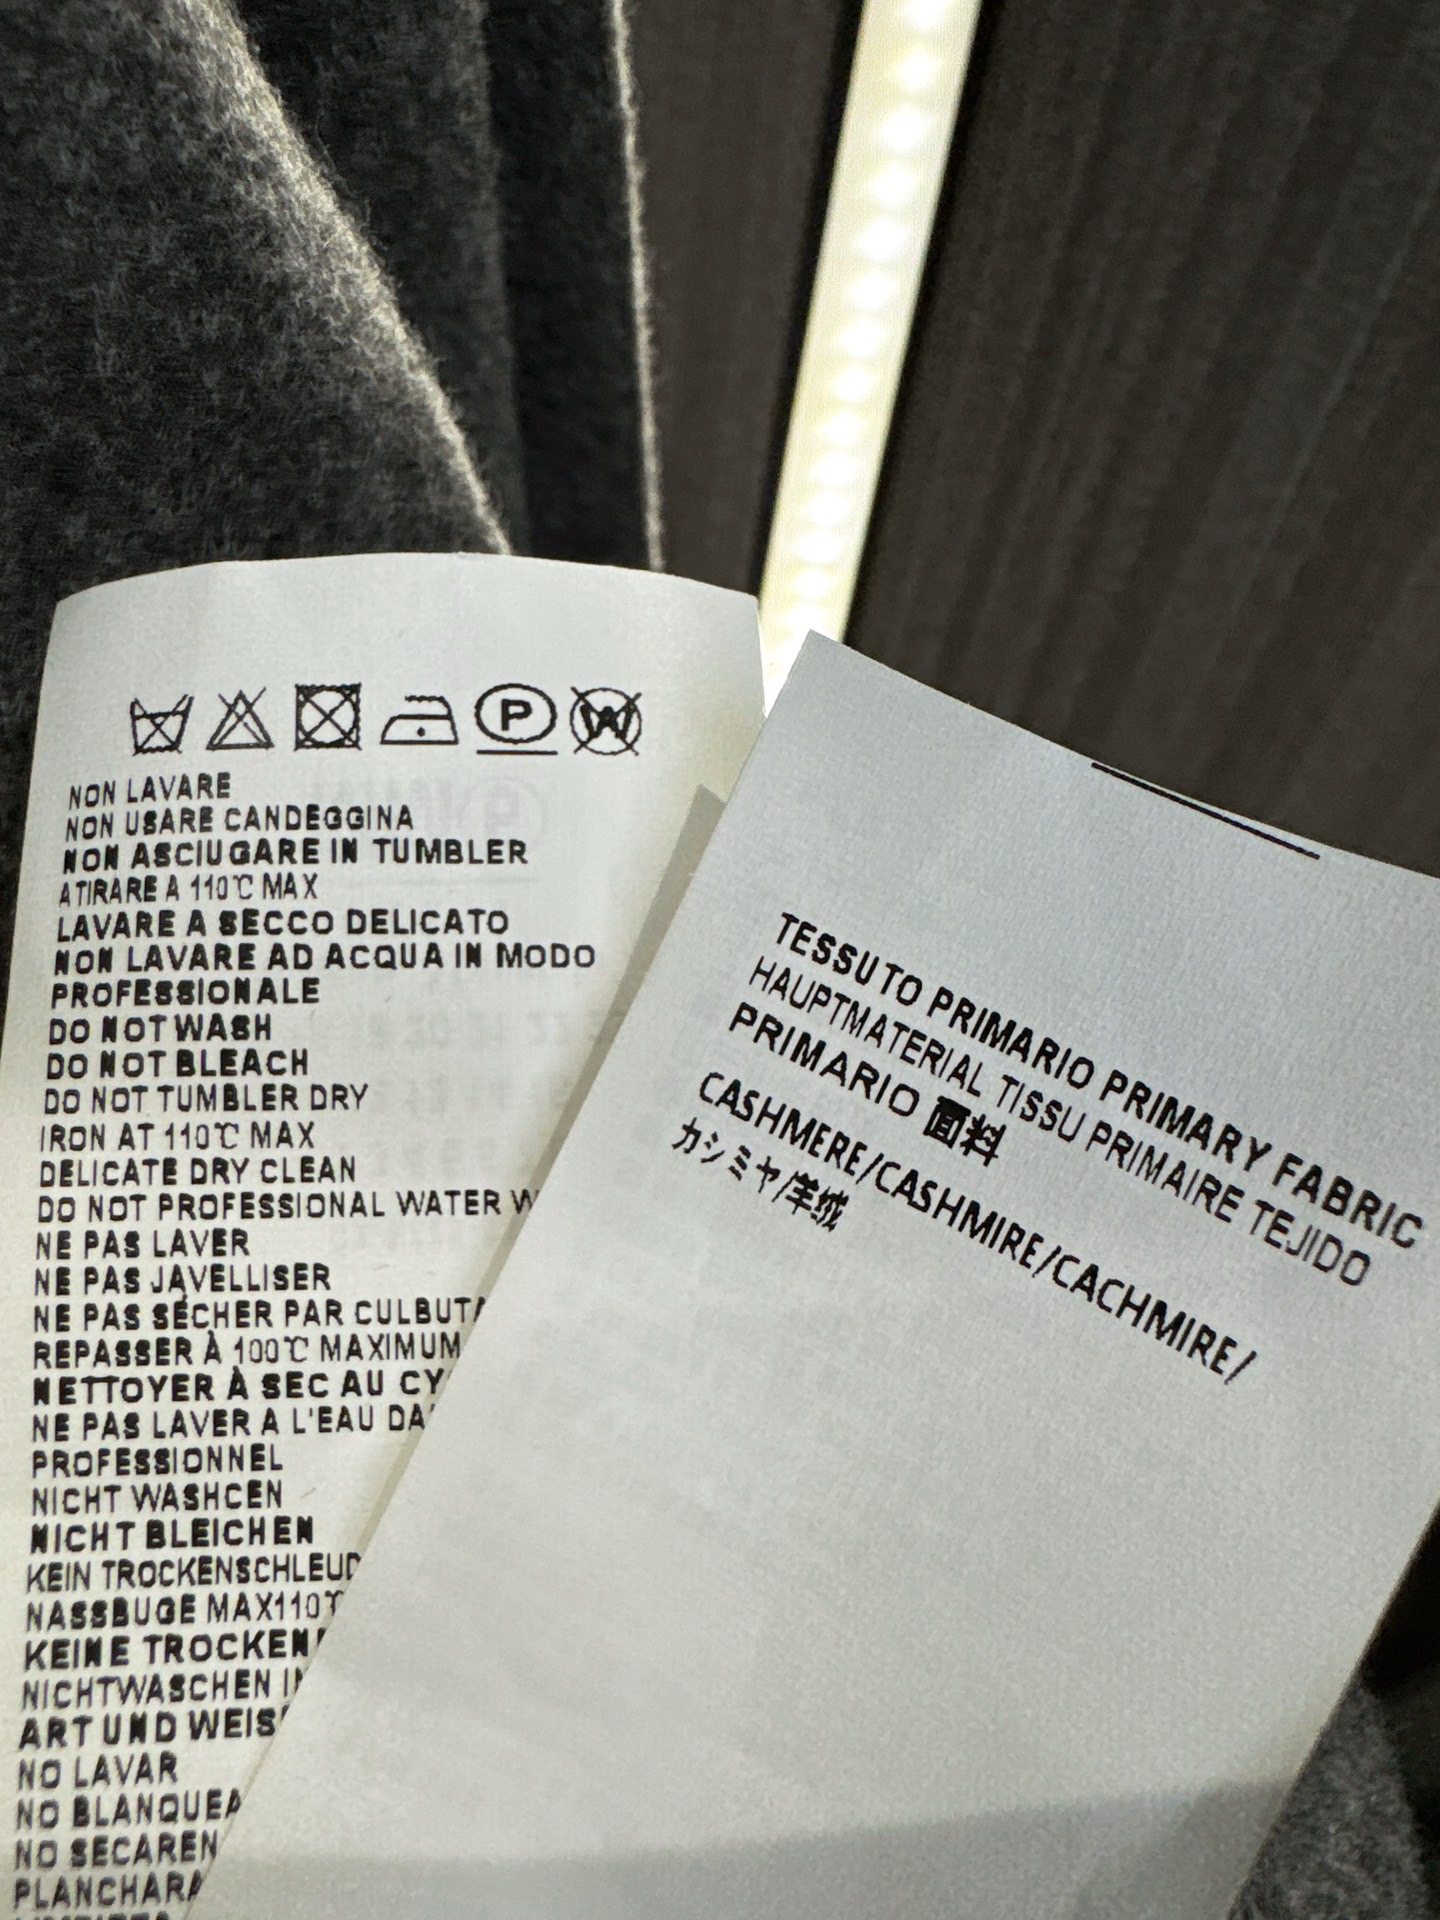 P
W
NON LAVARE
NON USARE CANDEGGINA
NON ASCIUGARE IN TUMBLER
ATIRARE A 110℃ MAX
LAVARE A SECCO DELICATO
NON LAVARE AD ACQUA IN MODO
PROFESSIONALE
DO NOT WASH
DO NOT BLEACH
DO NOT TUMBLER DRY
IRON AT 110℃ MAX
DELICATE DRY CLEAN
DO NOT PROFESSIONAL WATER
NE PAS LAVER
NE PAS JAVELLISER
NE PAS SÉCHER PAR CULBUTA
REPASSER À 100℃ MAXIMUM
NETTOYER À SEC AU CY
NE PAS LAVER A L'EAU DA
PROFESSIONNEL
NICHT WASHCEN
NICHT BLEICHEN
KEIN TROCKENSCHLEUD
NASSBUGE MAX110℃
KEINE TROCKEN
NICHTWASCHEN I
ART UND WEIS
NO LAVAR
NO BLANQUEA
NO SECAREN
PLANCHARA
TESSUTO PRIMARIO PRIMARY FABRIC
HAUPTMATERIAL TISSU PRIMAIRE TEJIDO
PRIMARIO 面料
CASHMERE/CASHMIRE/CACHMIRE/
カシミヤ/羊绒